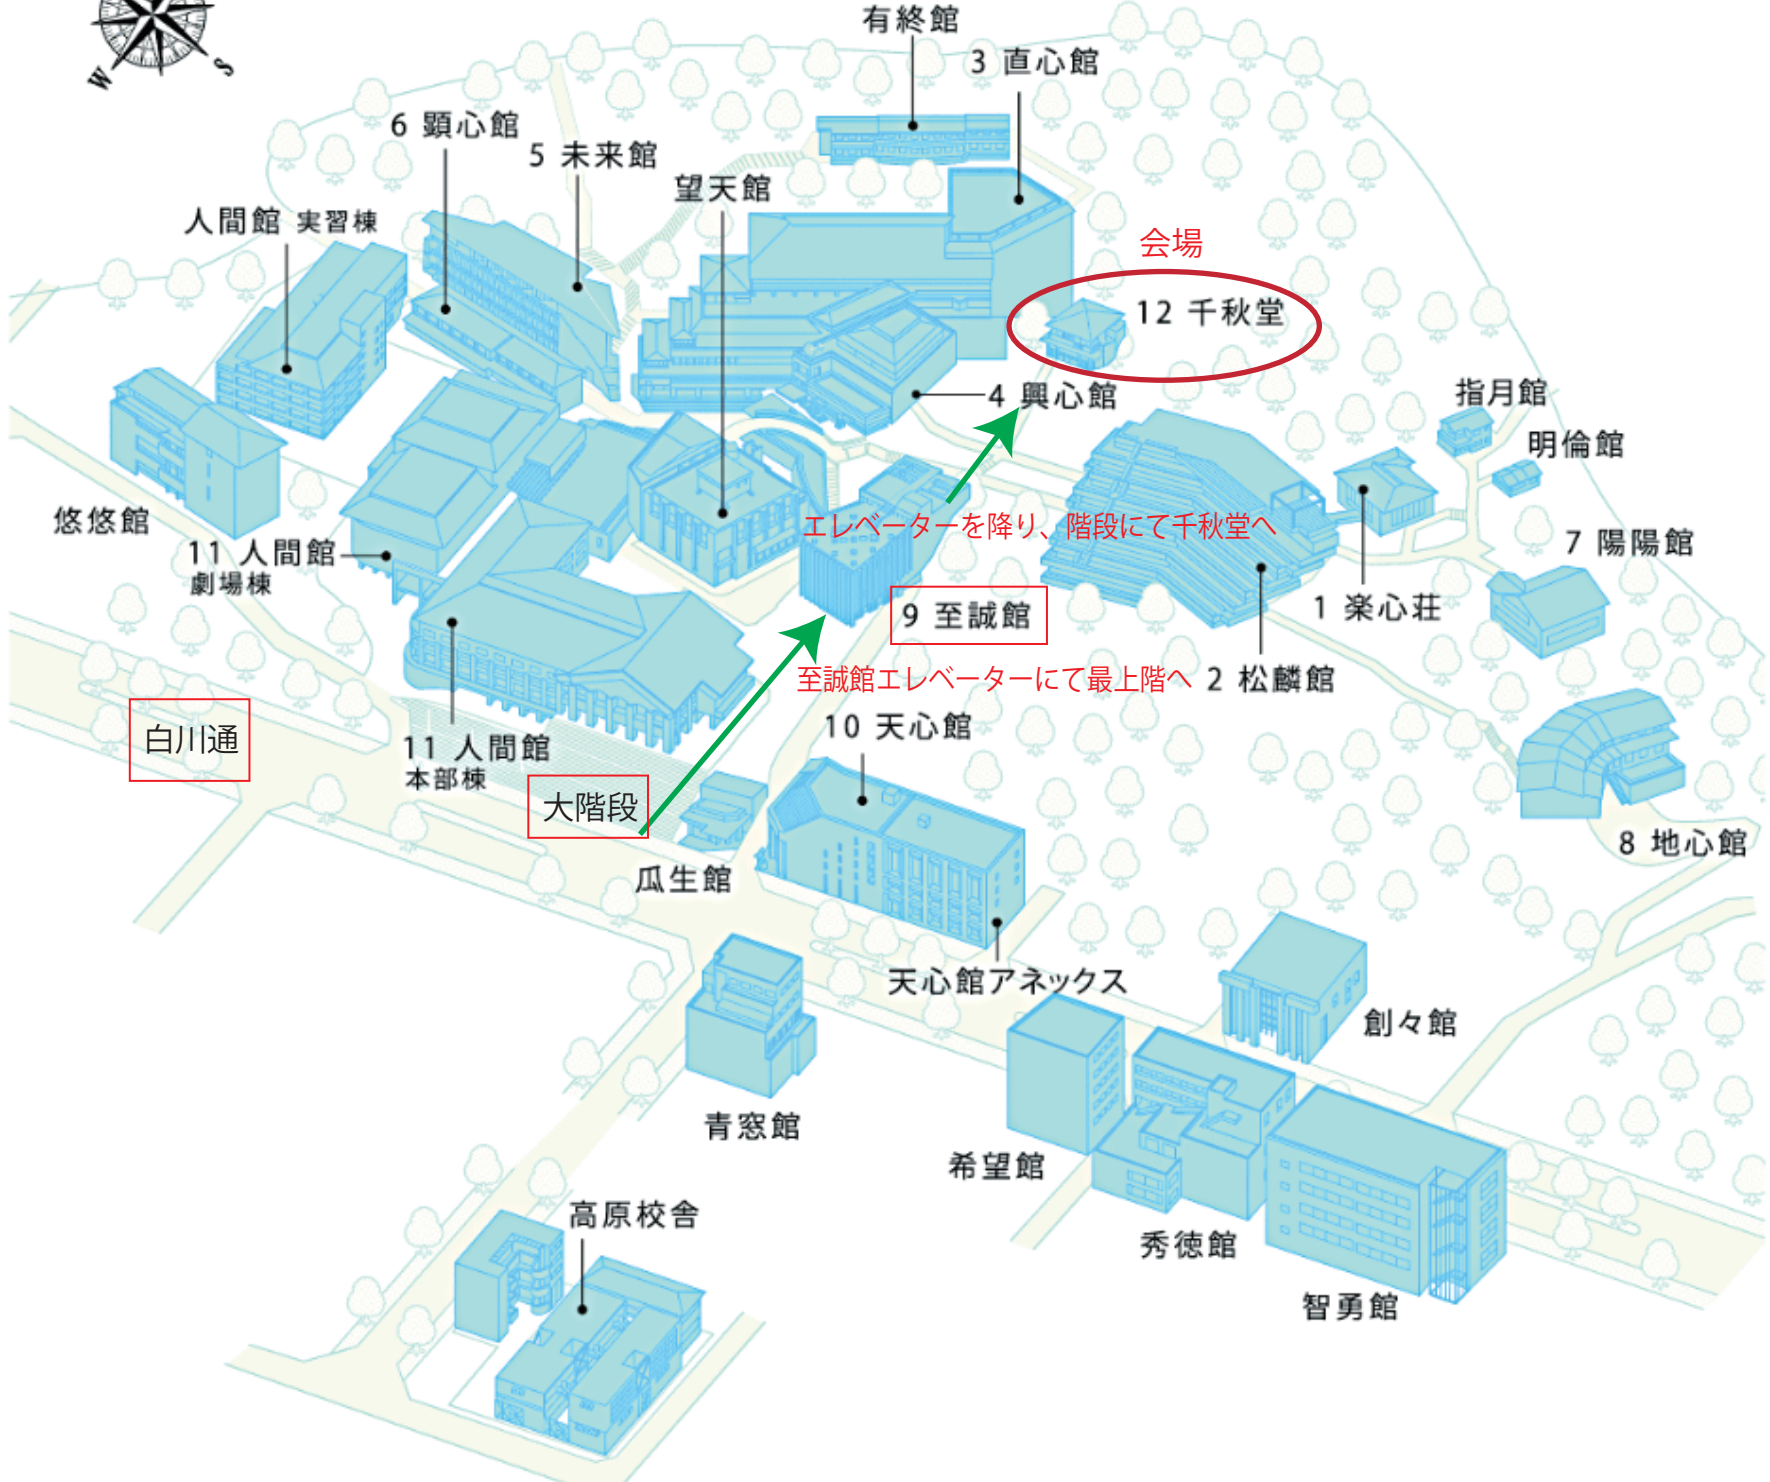 有終館
3 直心館
W
S
6 顕心館
5 未来館
望天館
人間館 実習棟
会場
12 千秋堂
4 興心館
指月館
明倫館
悠悠館
エレベーターを降り、階段にて千秋堂へ
7 陽陽館
11 人間館
劇場棟
9 至誠館
1 楽心荘
至誠館エレベーターにて最上階へ
2 松麟館
白川通
10 天心館
11 人間館
本部棟
大階段
8 地心館
瓜生館
天心館アネックス
創々館
青窓館
希望館
高原校舎
秀徳館
智勇館